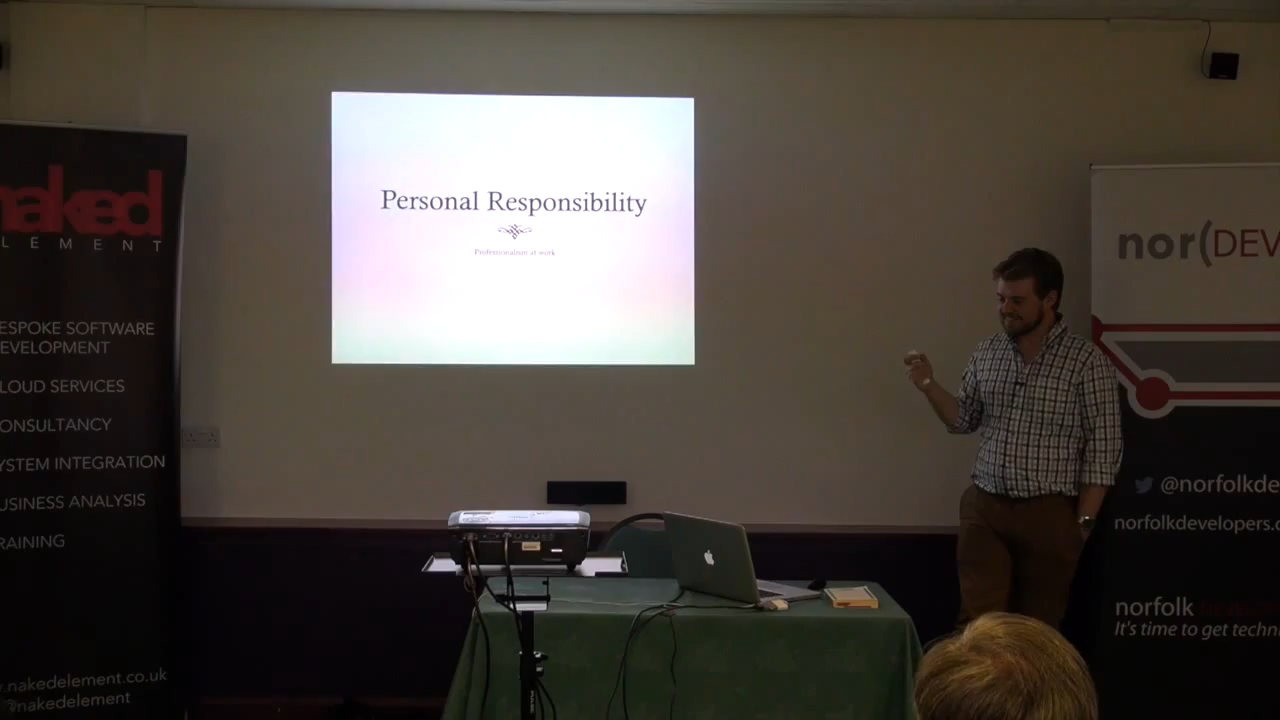 naked
LEMENT
ESPOKE SOFTWARE
EVELOPMENT
LOUD SERVICES
ONSULTANCY
YSTEM INTEGRATION
USINESS ANALYSIS
RAINING
.nakedelement.co.uk
@nakedelement
Personal Responsibility
Professionalism at work
nor(DEV
@norfolkde
norfolkdevelopers.c
norfolk
It's time to get techn